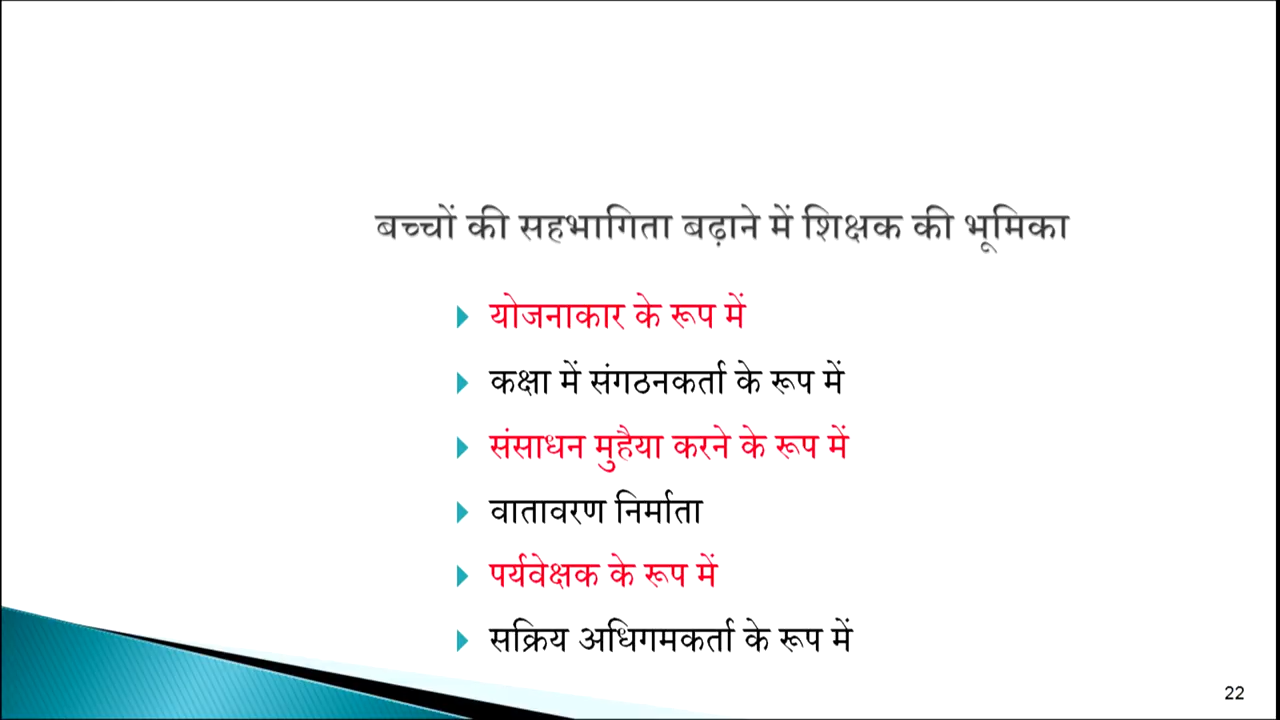 बच्चों की सहभागिता बढ़ाने में शिक्षक की भूमिका
योजनाकार के रूप में
कक्षा में संगठनकर्ता के रूप में
संसाधन मुहैया करने के रूप में
वातावरण निर्माता
पर्यवेक्षक के रूप में
सक्रिय अधिगमकर्ता के रूप में
22